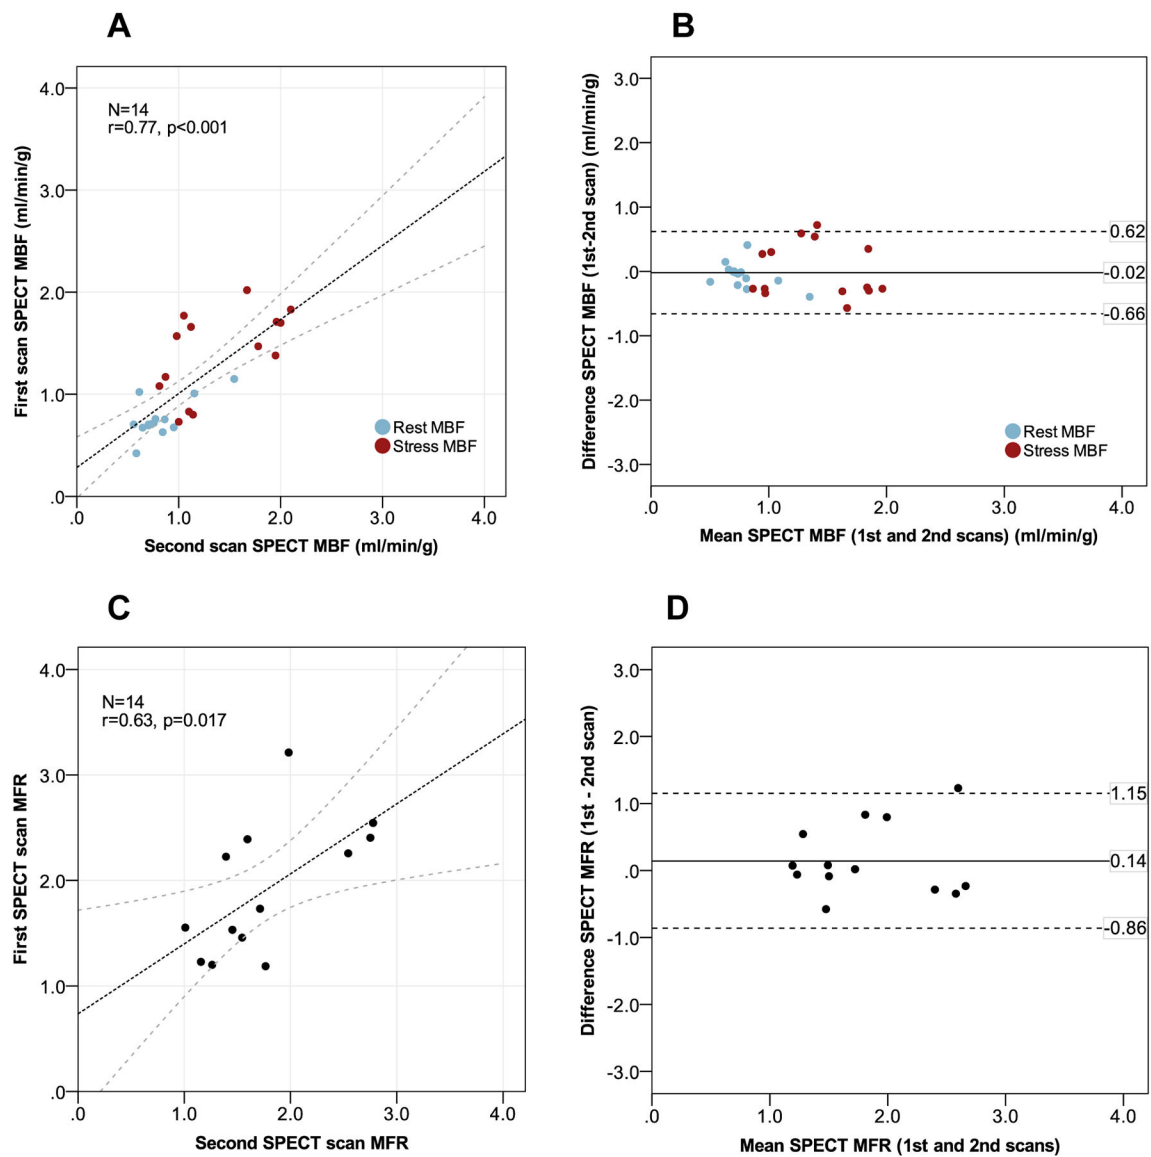 A
First scan SPECT MBF (ml/min/g)
4.0
3.0
2.0
1.0
.0
N=14
r=0.77, p<0.001
Rest MBF
Stress MBF
.0 1.0 2.0 3.0 4.0
Second scan SPECT MBF (ml/min/g)
B
Difference SPECT MBF (1st-2nd scan) (ml/min/g)
3.0
2.0
1.0
.0
-1.0
-2.0
-3.0
0.62
-0.02
-0.66
Rest MBF
Stress MBF
.0 1.0 2.0 3.0 4.0
Mean SPECT MBF (1st and 2nd scans) (ml/min/g)
C
First SPECT scan MFR
4.0
3.0
2.0
1.0
.0
N=14
r=0.63, p=0.017
.0 1.0 2.0 3.0 4.0
Second SPECT scan MFR
D
Difference SPECT MFR (1st - 2nd scan)
3.0
2.0
1.0
.0
-1.0
-2.0
-3.0
1.15
0.14
-0.86
.0 1.0 2.0 3.0 4.0
Mean SPECT MFR (1st and 2nd scans)